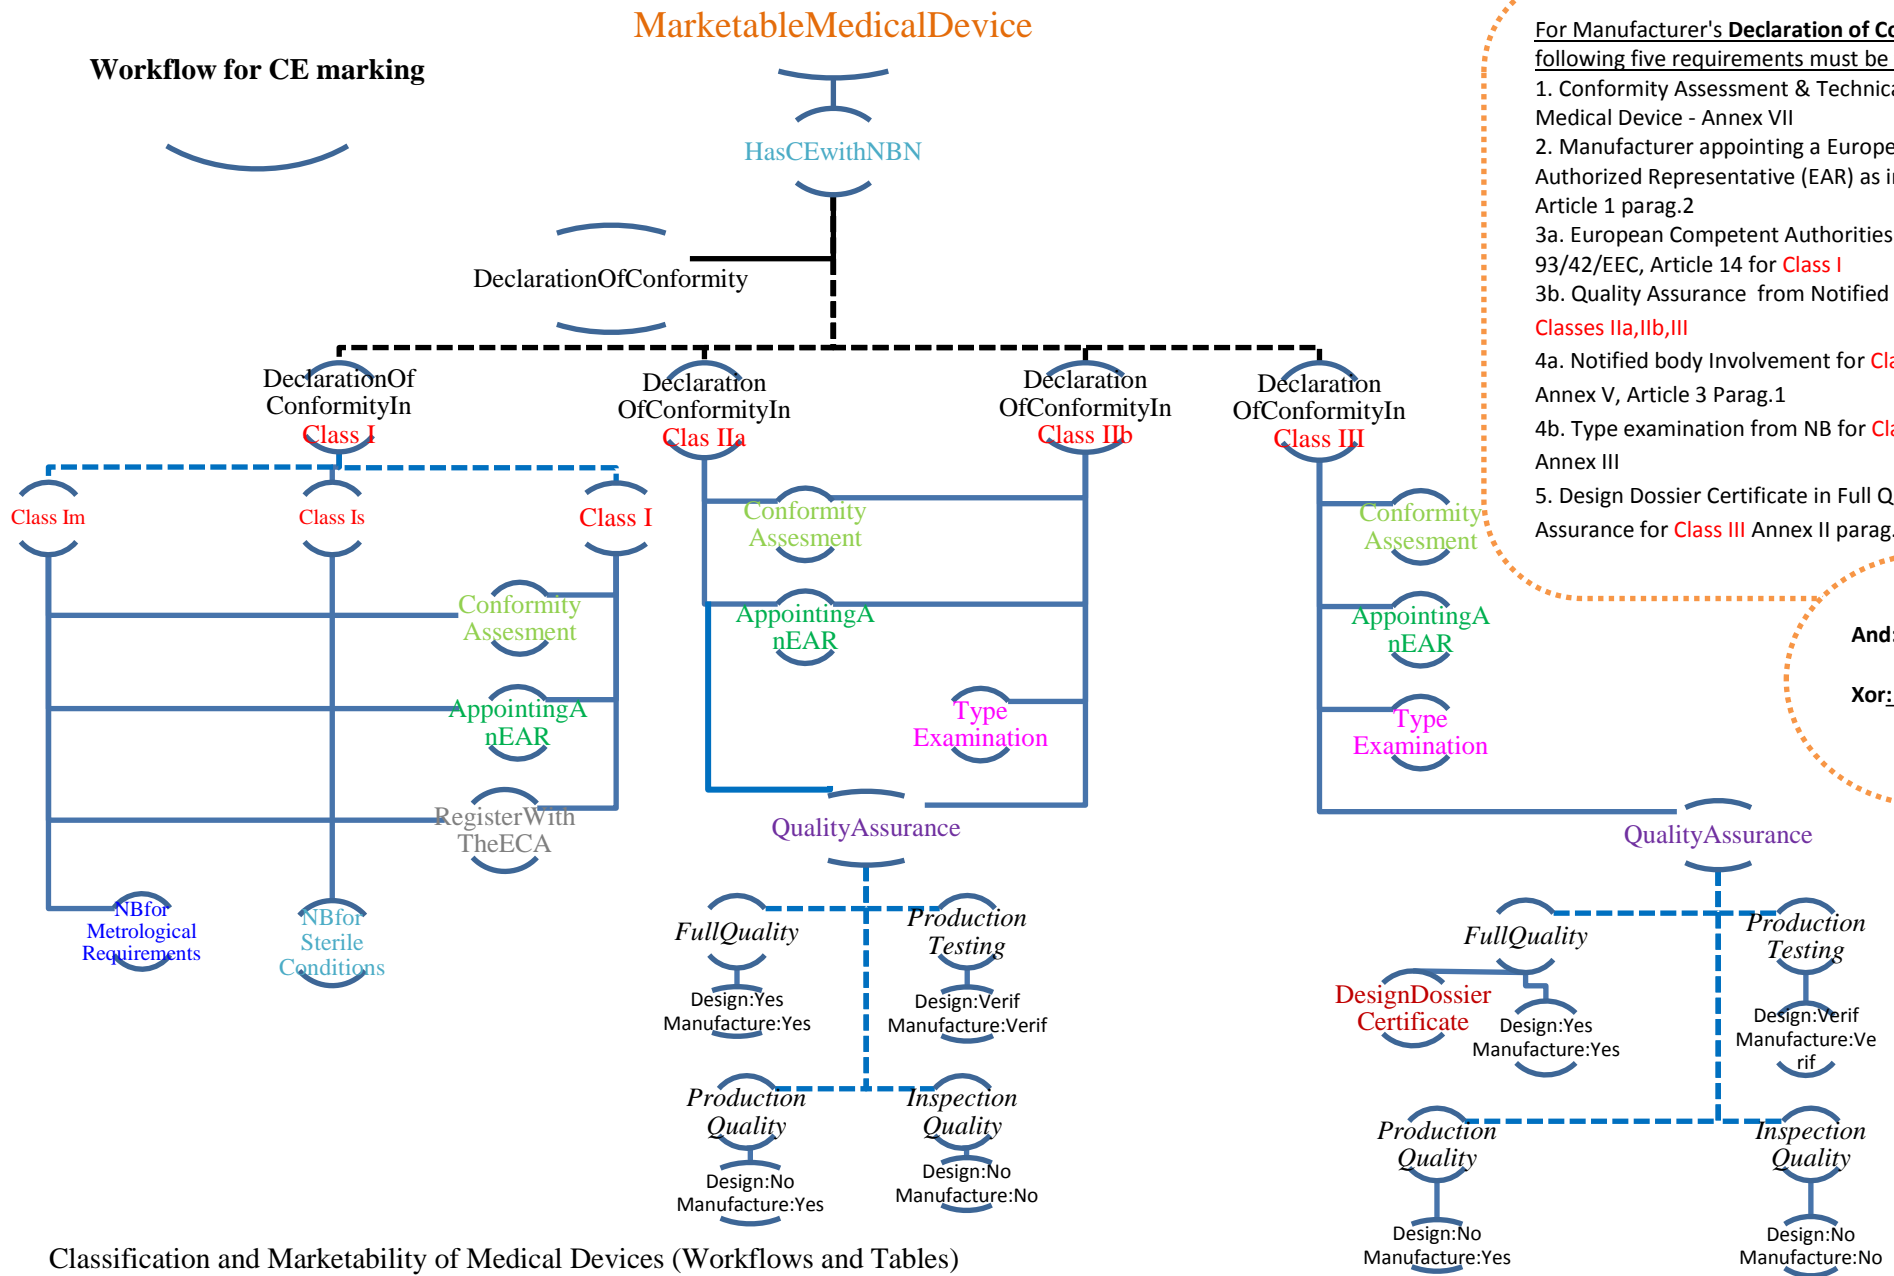 MarketableMedicalDevice
Workflow for CE marking
HasCEwithNBN
DeclarationOfConformity
DeclarationOf
ConformityIn
Class I
Declaration
OfConformityIn
Clas IIa
Declaration
OfConformityIn
Class IIb
Declaration
OfConformityIn
Class III
Class Im
Class Is
Class I
Conformity
Assesment
AppointingA
nEAR
RegisterWith
TheECA
NBfor
Metrological
Requirements
NBfor
Sterile
Conditions
Conformity
Assesment
AppointingA
nEAR
Type
Examination
QualityAssurance
FullQuality
Production
Testing
Design:Yes
Manufacture:Yes
Design:Verif
Manufacture:Verif
Production
Quality
Inspection
Quality
Design:No
Manufacture:Yes
Design:No
Manufacture:No
Conformity
Assesment
AppointingA
nEAR
Type
Examination
QualityAssurance
FullQuality
Production
Testing
DesignDossier
Certificate
Design:Yes
Manufacture:Yes
Design:Verif
Manufacture:Ve
rif
Production
Quality
Inspection
Quality
Design:No
Manufacture:Yes
Design:No
Manufacture:No
For Manufacturer's Declaration of
following five requirements must be
1. Conformity Assessment &
Medical Device - Annex VII
2. Manufacturer appointing a
Authorized Representative (EAR) as
Article 1 parag.2
3a. European Competent Authorities
93/42/EEC, Article 14 for Class I
3b. Quality Assurance from Notified
Classes IIa,IIb,III
4a. Notified body Involvement for
Annex V, Article 3 Parag.1
4b. Type examination from NB for
Annex III
5. Design Dossier Certificate in Full
Assurance for Class III Annex II parag.
And:
Xor:
Classification and Marketability of Medical Devices (Workflows and Tables)